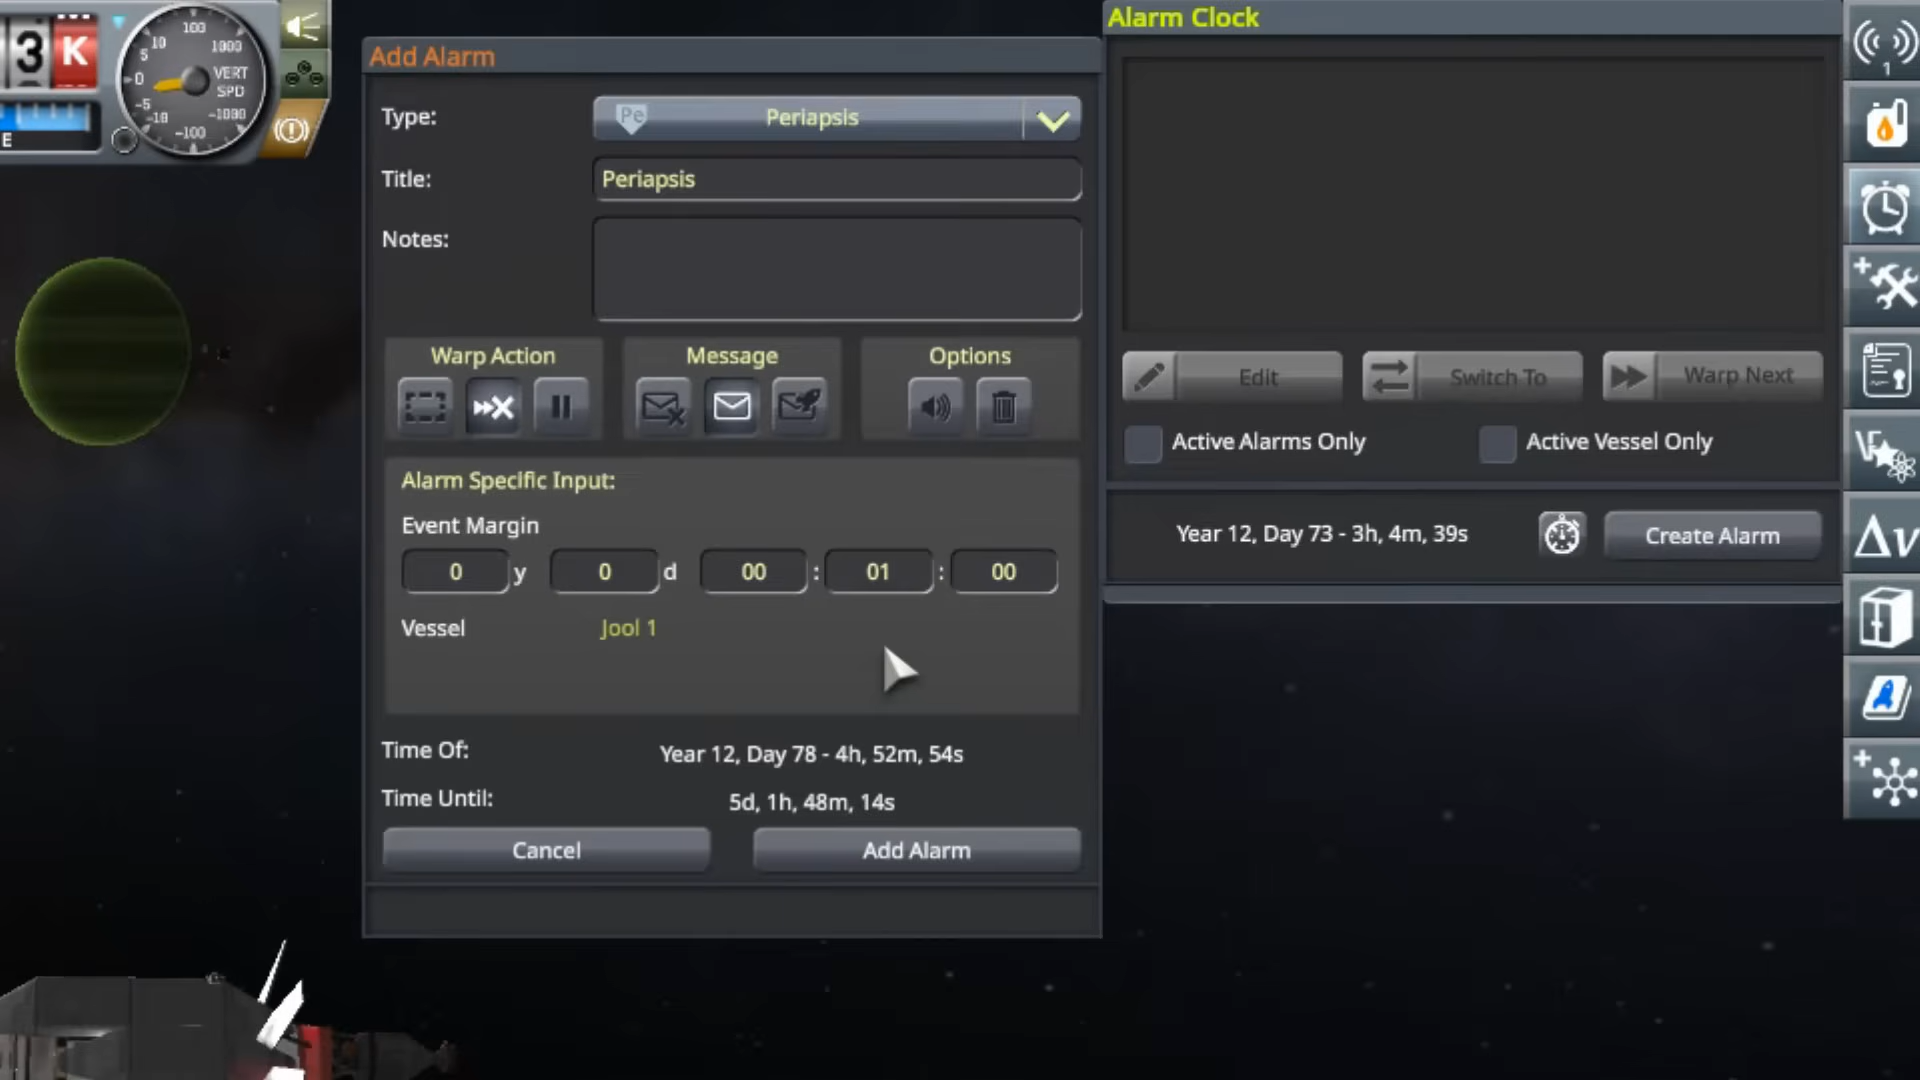 3 K
E
100
10
1000
5
0
VERT
SPD
-5
-10
-1000
-100
Add Alarm
Type:
Pe
Periapsis
Title:
Periapsis
Notes:
Warp Action
Message
Options
Alarm Specific Input:
Event Margin
0 y 0 d 00 : 01 : 00
Vessel
Jool 1
Time Of:
Year 12, Day 78 - 4h, 52m, 54s
Time Until:
5d, 1h, 48m, 14s
Cancel
Add Alarm
Alarm Clock
Edit
Switch To
Warp Next
Active Alarms Only
Active Vessel Only
Year 12, Day 73 - 3h, 4m, 39s
Create Alarm
1
Δv